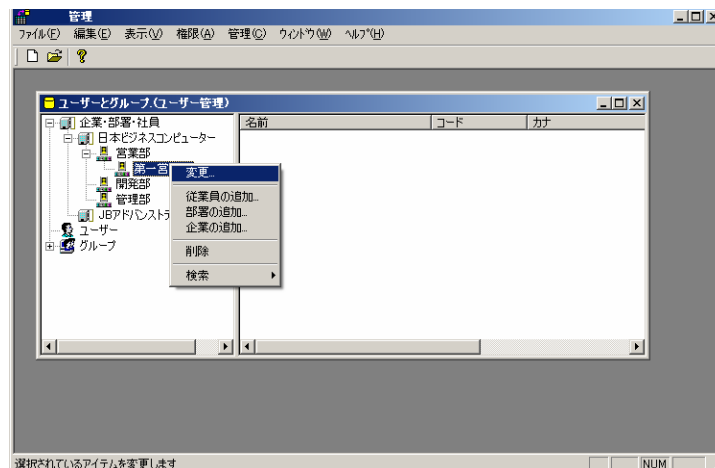 管理
ファイル(F) 編集(E) 表示(V) 権限(A) 管理(C) ウィンドウ(W) ヘルプ(H)
ユーザーとグループ.(ユーザー管理)
企業・部署・社員
日本ビジネスコンピューター
営業部
第一営
開発部
管理部
JBアドバンストラ
ユーザー
グループ
名前 コード カナ
変更...
従業員の追加...
部署の追加...
企業の追加...
削除
検索
選択されているアイテムを変更します
NUM